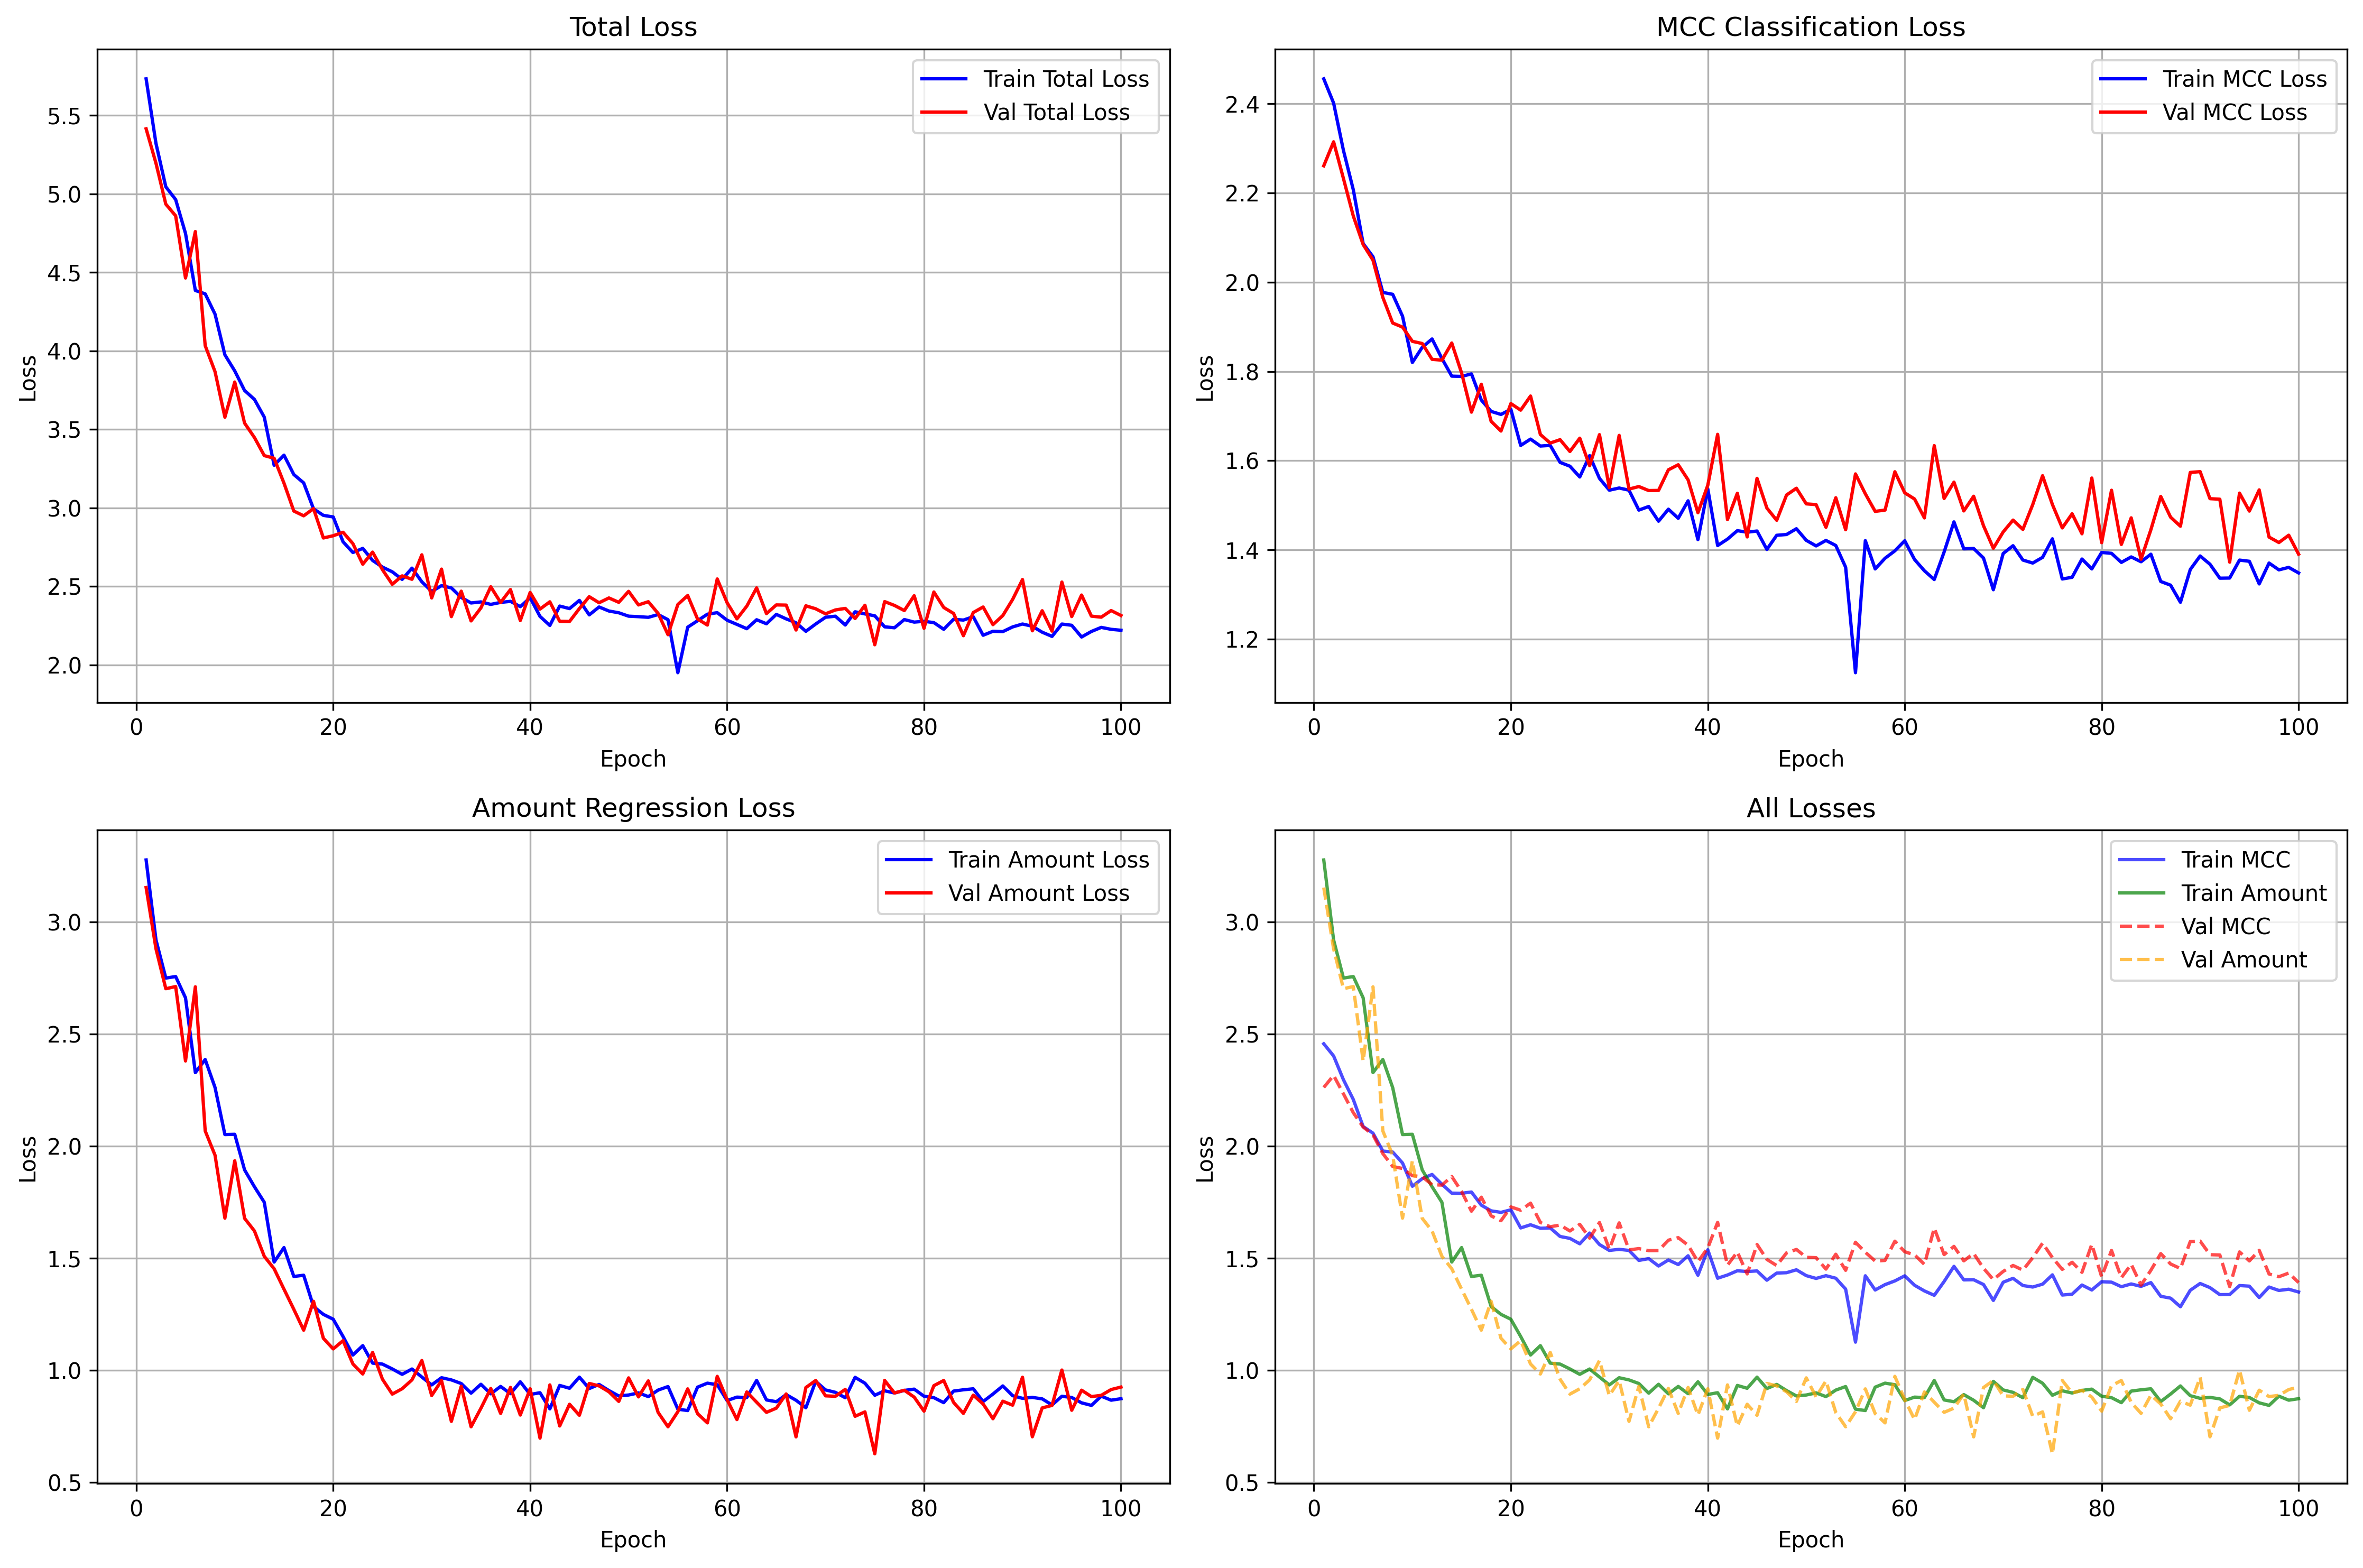 Total Loss
Train Total Loss
Val Total Loss
Loss
5.5
5.0
4.5
4.0
3.5
3.0
2.5
2.0
0 20 40 60 80 100
Epoch
MCC Classification Loss
Train MCC Loss
Val MCC Loss
Loss
2.4
2.2
2.0
1.8
1.6
1.4
1.2
0 20 40 60 80 100
Epoch
Amount Regression Loss
Train Amount Loss
Val Amount Loss
Loss
3.0
2.5
2.0
1.5
1.0
0.5
0 20 40 60 80 100
Epoch
All Losses
Train MCC
Train Amount
Val MCC
Val Amount
Loss
3.0
2.5
2.0
1.5
1.0
0.5
0 20 40 60 80 100
Epoch